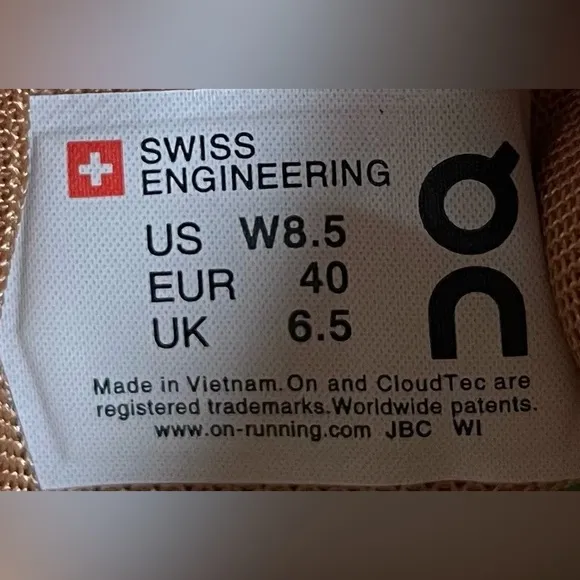 SWISS
ENGINEERING
US W8.5
EUR 40
UK 6.5
Made in Vietnam. On and CloudTec are
registered trademarks. Worldwide patents.
www.on-running.com JBC WI
On